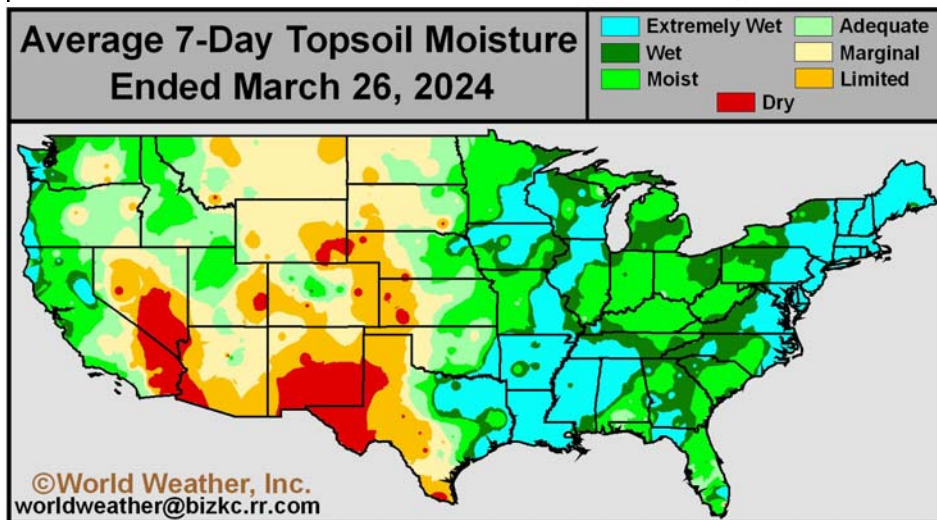 Average 7-Day Topsoil Moisture
Ended March 26, 2024
Extremely Wet
Adequate
Wet
Marginal
Moist
Limited
Dry
©World Weather, Inc.
worldweather@bizkc.rr.com